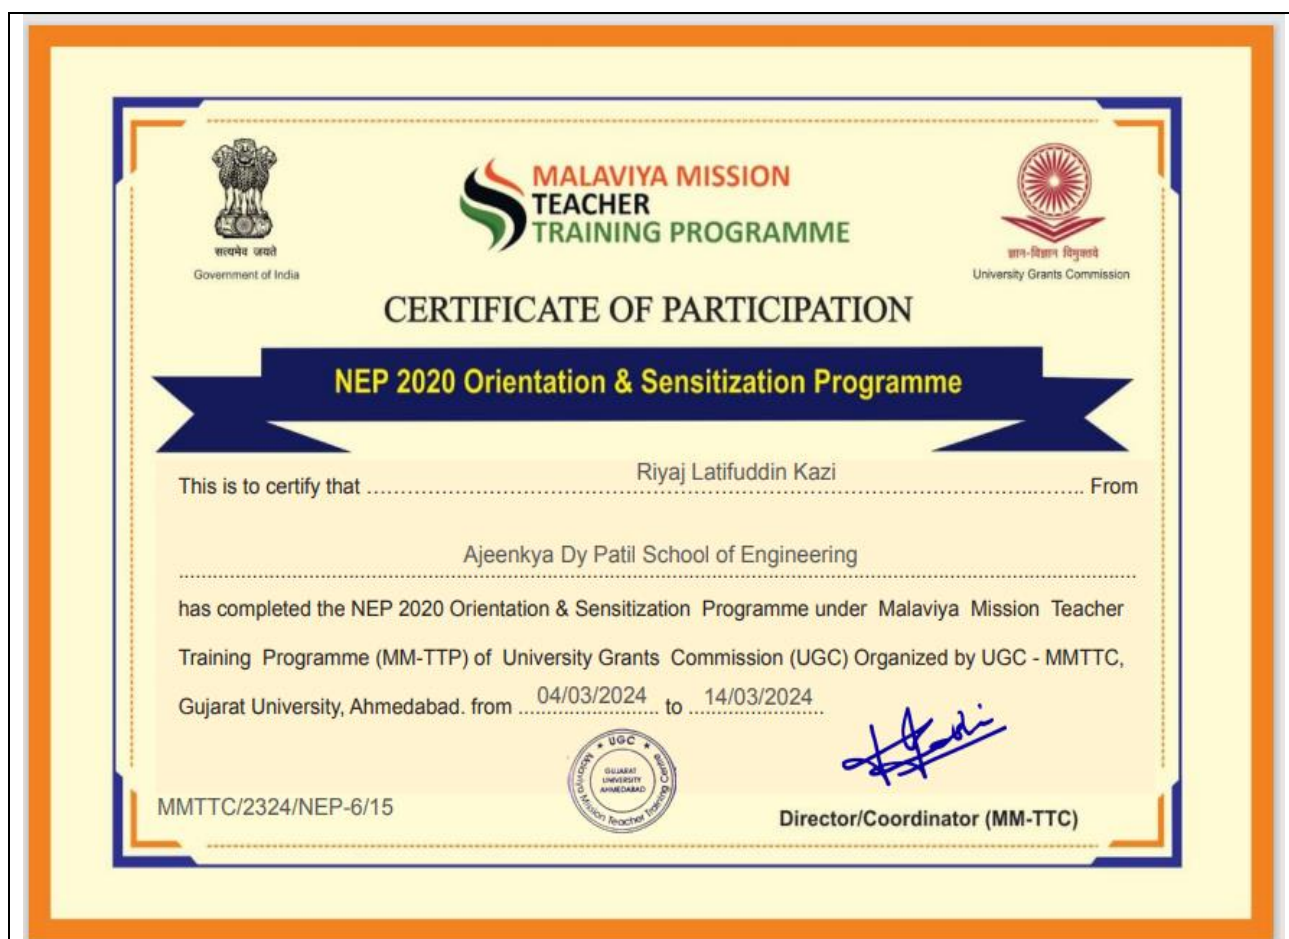 सत्यमेव जयते
Government of India
MALAVIYA MISSION
TEACHER
TRAINING PROGRAMME
ज्ञान-विज्ञान विमुक्तये
University Grants Commission
CERTIFICATE OF PARTICIPATION
NEP 2020 Orientation & Sensitization Programme
This is to certify that Riyaj Latifuddin Kazi From
Ajeenkya Dy Patil School of Engineering
has completed the NEP 2020 Orientation & Sensitization Programme under Malaviya Mission Teacher
Training Programme (MM-TTP) of University Grants Commission (UGC) Organized by UGC - MMTTC,
Gujarat University, Ahmedabad. from 04/03/2024 to 14/03/2024
UGC
GUJARAT
UNIVERSITY
AHMEDABAD
Mission Teacher Training Centre
MMTTC/2324/NEP-6/15
Director/Coordinator (MM-TTC)